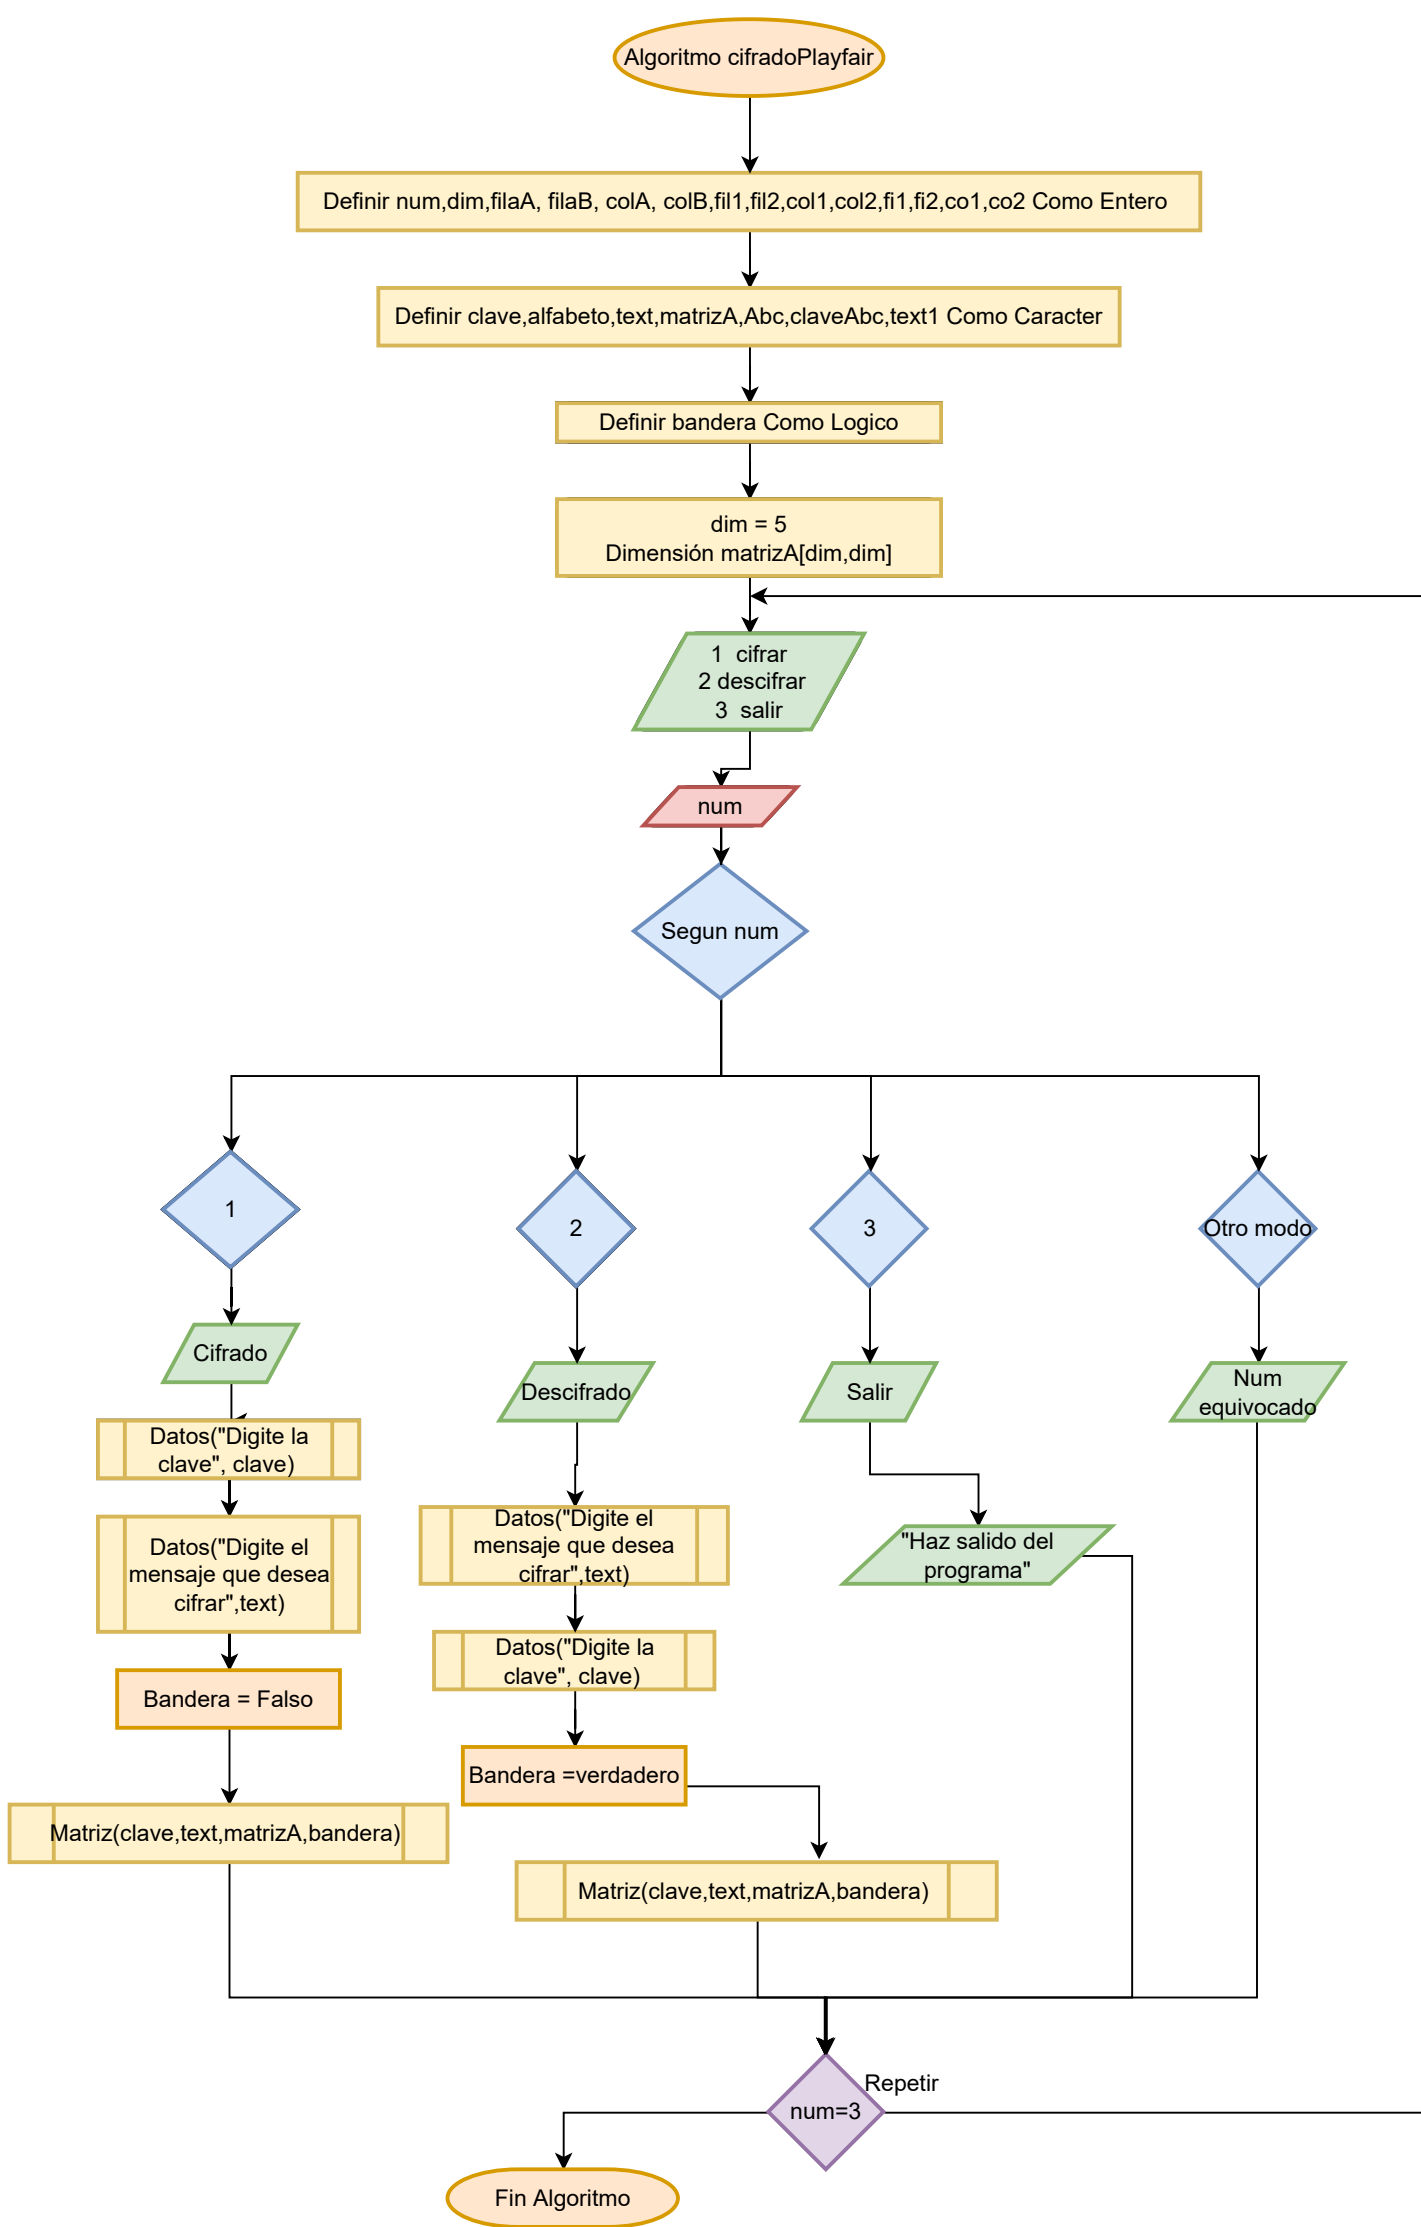 Algoritmo cifradoPlayfair
Definir num,dim,filaA, filaB, colA, colB,fil1,fil2,col1,col2,fi1,fi2,co1,co2 Como Entero
Definir clave,alfabeto,text,matrizA,Abc,claveAbc,text1 Como Caracter
Definir bandera Como Logico
dim = 5
Dimensión matrizA[dim,dim]
1 cifrar
2 descifrar
3 salir
num
Segun num
1
2
3
Otro modo
Cifrado
Descifrado
Salir
Num
equivocado
Datos("Digite la
clave", clave)
Datos("Digite el
mensaje que desea
cifrar",text)
Bandera = Falso
Matriz(clave,text,matrizA,bandera)
Datos("Digite el
mensaje que desea
cifrar",text)
Datos("Digite la
clave", clave)
Bandera =verdadero
Matriz(clave,text,matrizA,bandera)
"Haz salido del
programa"
Repetir
num=3
Fin Algoritmo